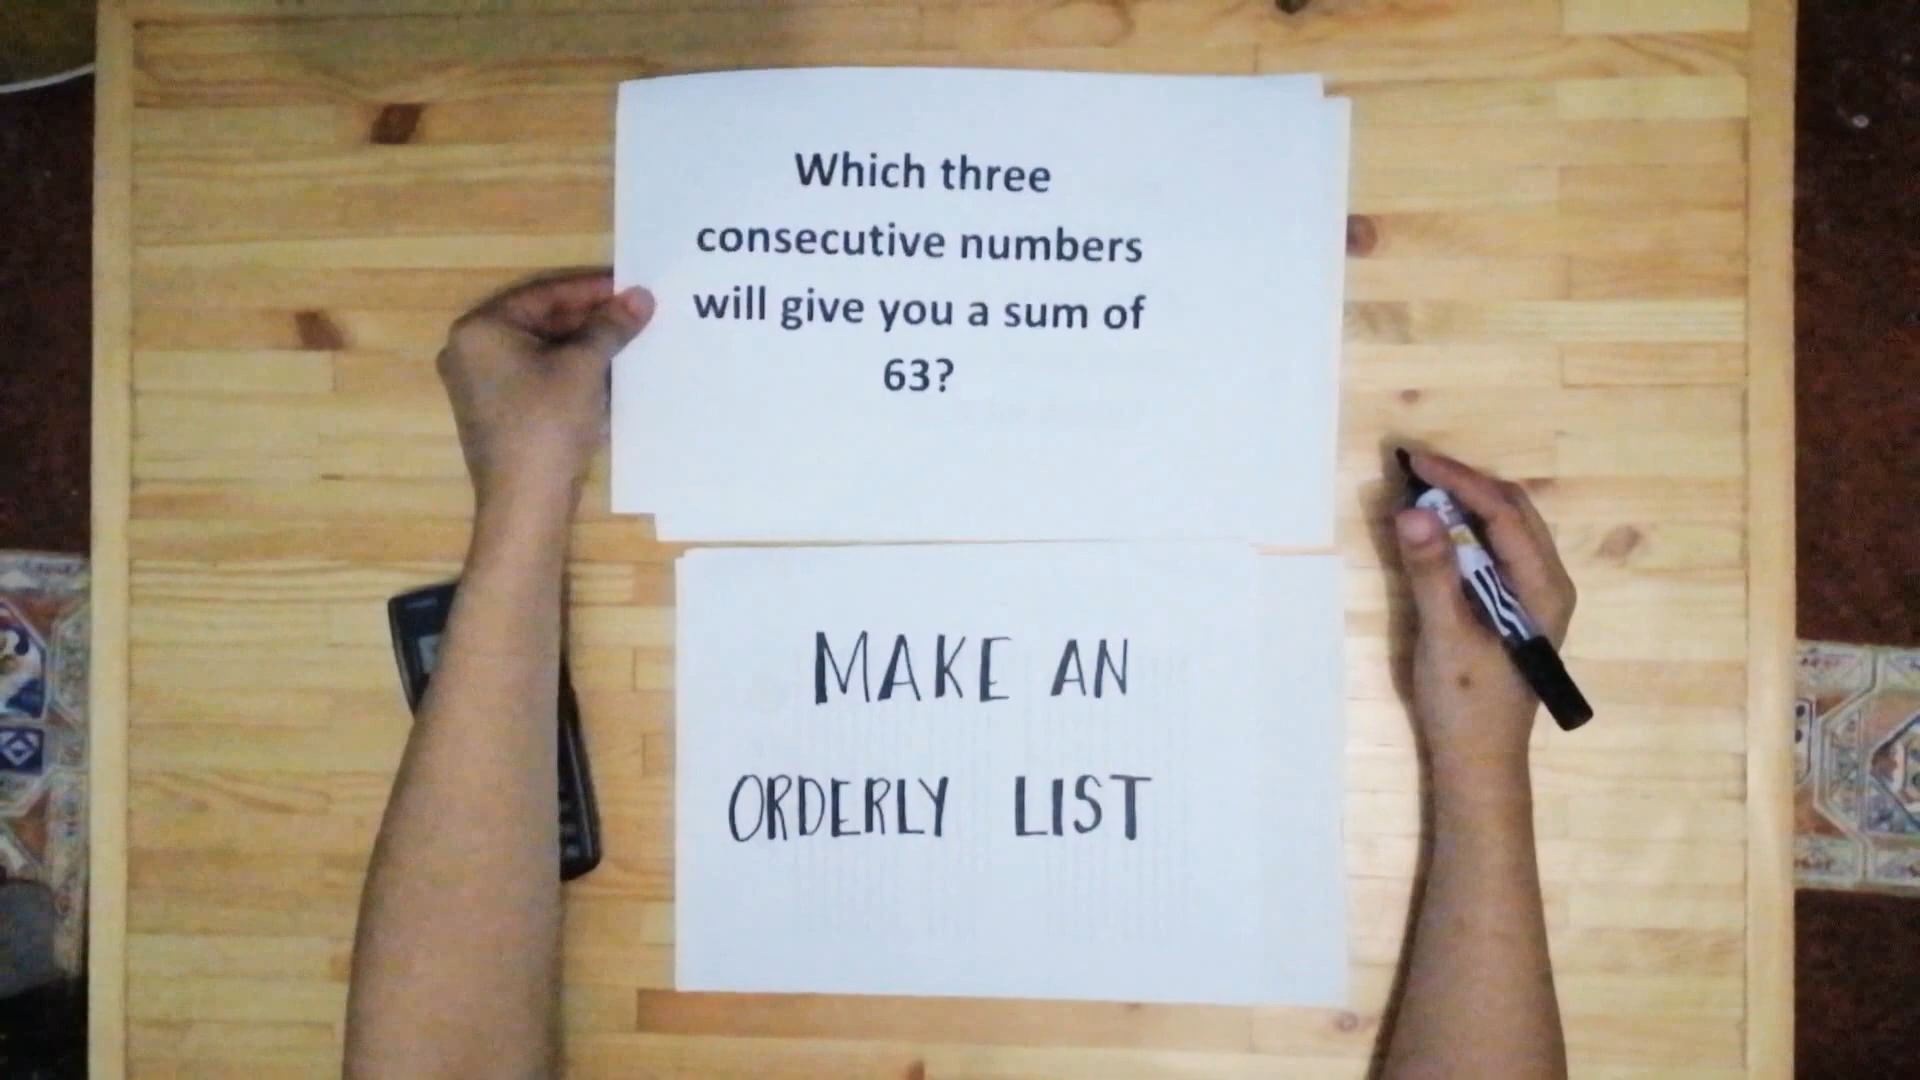 Which three
consecutive numbers
will give you a sum of
63?
MAKE AN
ORDERLY LIST